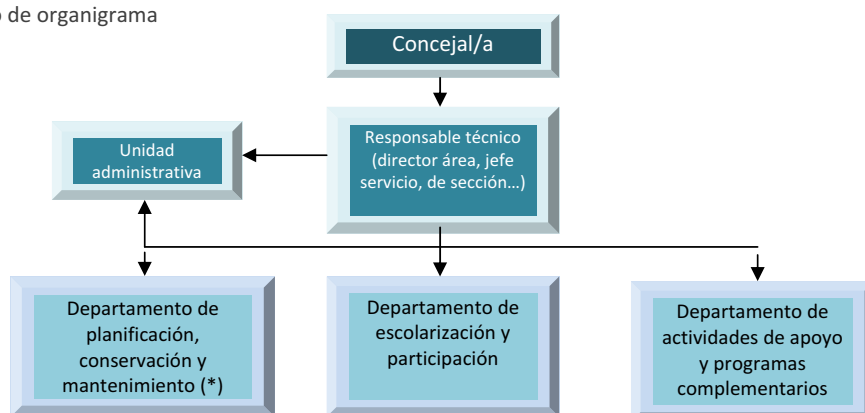 de organigrama
Concejal/a
Responsable técnico
(director área, jefe
servicio, de sección…)
Unidad
administrativa
Departamento de
planificación,
conservación y
mantenimiento (*)
Departamento de
escolarización y
participación
Departamento de
actividades de apoyo
y programas
complementarios